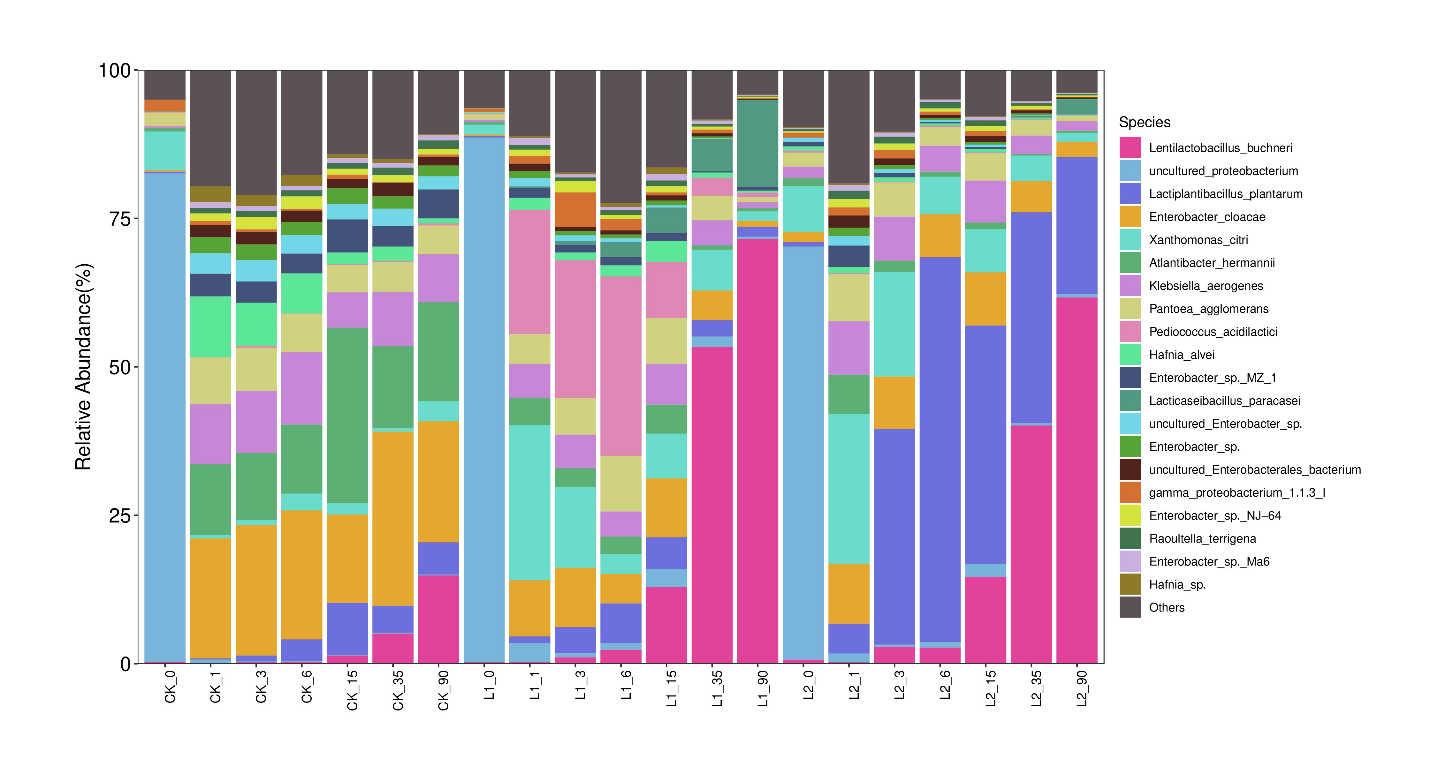 Relative Abundance(%)
100
75
50
25
0
CK_0
CK_1
CK_3
CK_6
CK_15
CK_35
CK_90
L1_0
L1_1
L1_3
L1_6
L1_15
L1_35
L1_90
L2_0
L2_1
L2_3
L2_6
L2_15
L2_35
L2_90
Species
Lentilactobacillus_buchneri
uncultured_proteobacterium
Lactiplantibacillus_plantarum
Enterobacter_cloacae
Xanthomonas_citri
Atlantibacter_hermannii
Klebsiella_aerogenes
Pantoea_agglomerans
Pediococcus_acidilactici
Hafnia_alvei
Enterobacter_sp._MZ_1
Lacticaseibacillus_paracasei
uncultured_Enterobacter_sp.
Enterobacter_sp.
uncultured_Enterobacterales_bacterium
gamma_proteobacterium_1.1.3_I
Enterobacter_sp._NJ−64
Raoultella_terrigena
Enterobacter_sp._Ma6
Hafnia_sp.
Others